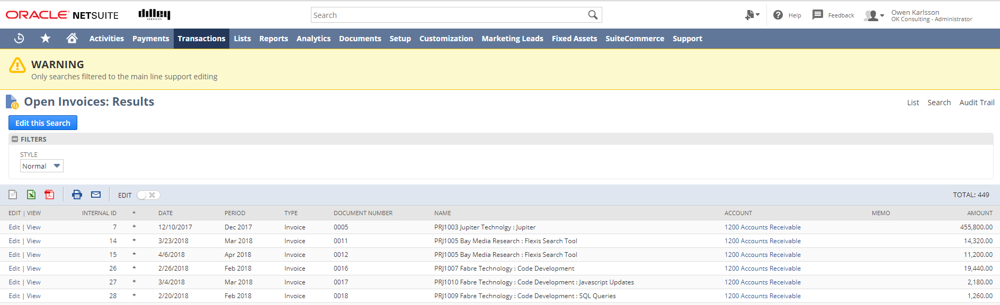 ORACLE NETSUITE
dilley
SERVICES
Search
Help
Feedback
Owen Karlsson
OK Consulting - Administrator
Activities Payments Transactions Lists Reports Analytics Documents Setup Customization Marketing Leads Fixed Assets SuiteCommerce Support
WARNING
Only searches filtered to the main line support editing
Open Invoices: Results
List Search Audit Trail
Edit this Search
FILTERS
STYLE
Normal
EDIT
TOTAL: 449
EDIT | VIEW INTERNAL ID * DATE PERIOD TYPE DOCUMENT NUMBER NAME ACCOUNT MEMO AMOUNT
Edit | View 7 * 12/10/2017 Dec 2017 Invoice 0005 PRJ1003 Jupiter Technolgy : Jupiter 1200 Accounts Receivable 455,800.00
Edit | View 14 * 3/23/2018 Mar 2018 Invoice 0011 PRJ1005 Bay Media Research : Flexis Search Tool 1200 Accounts Receivable 14,320.00
Edit | View 15 * 4/6/2018 Apr 2018 Invoice 0012 PRJ1005 Bay Media Research : Flexis Search Tool 1200 Accounts Receivable 11,200.00
Edit | View 26 * 2/26/2018 Feb 2018 Invoice 0016 PRJ1007 Fabre Technology : Code Development 1200 Accounts Receivable 19,440.00
Edit | View 27 * 3/4/2018 Mar 2018 Invoice 0017 PRJ1010 Fabre Technology : Code Development : Javascript Updates 1200 Accounts Receivable 2,180.00
Edit | View 28 * 2/20/2018 Feb 2018 Invoice 0018 PRJ1009 Fabre Technology : Code Development : SQL Queries 1200 Accounts Receivable 1,260.00